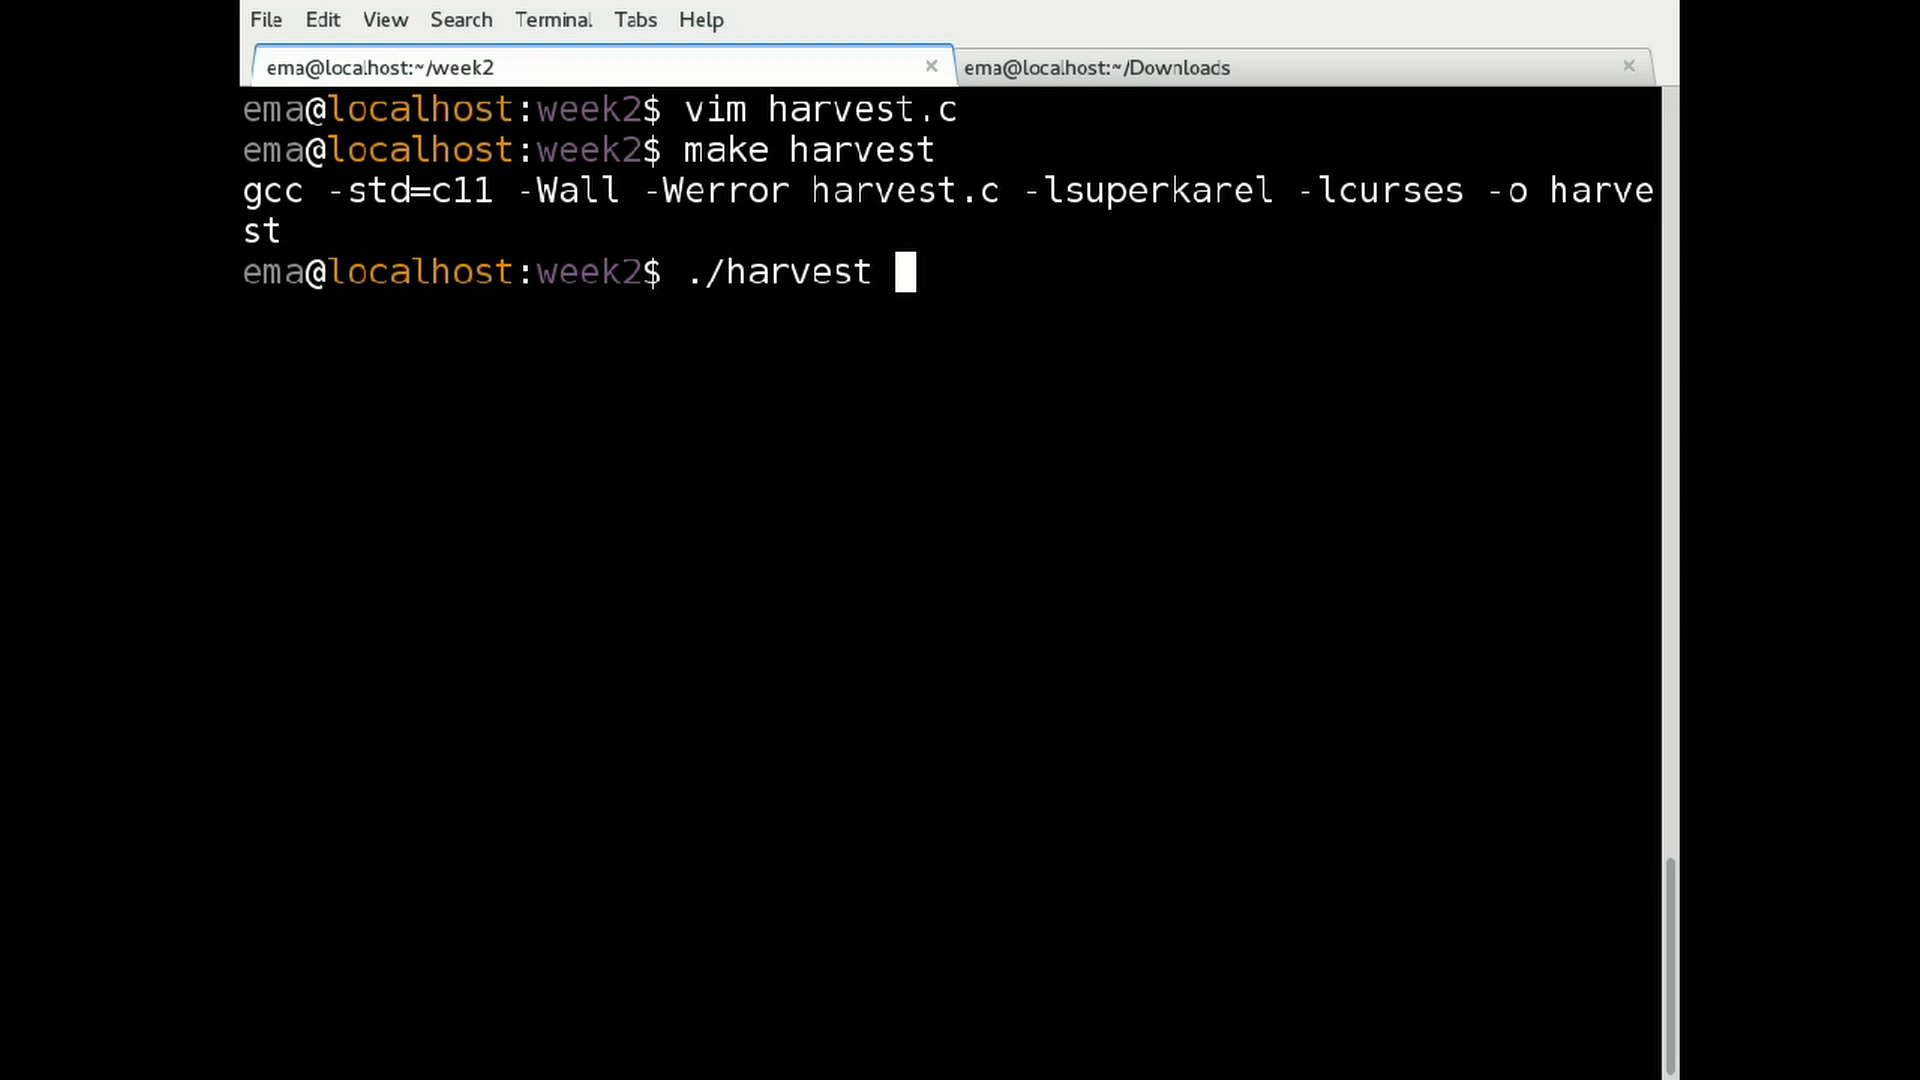 File Edit View Search Terminal Tabs Help
ema@localhost:~/week2 × ema@localhost:~/Downloads ×
ema@localhost:week2$ vim harvest.c
ema@localhost:week2$ make harvest
gcc -std=c11 -Wall -Werror harvest.c -lsuperkarel -lcurses -o harve
st
ema@localhost:week2$ ./harvest